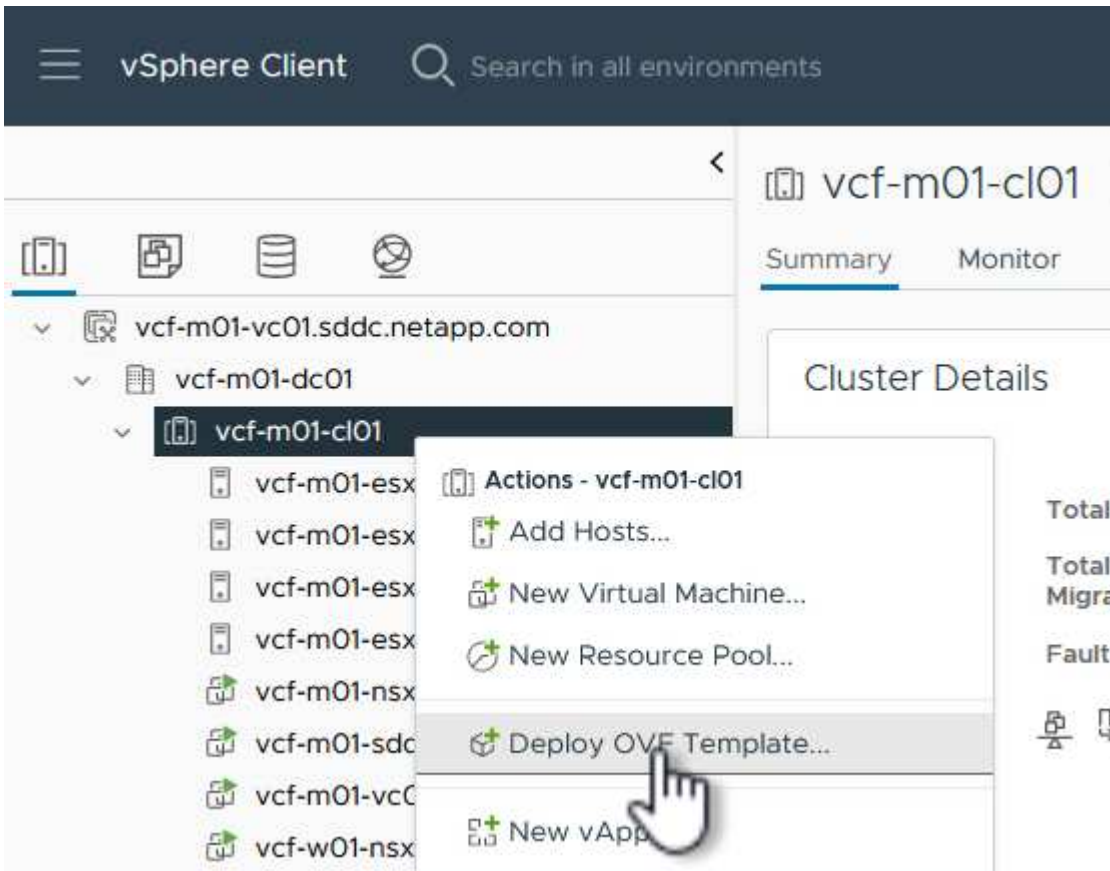 vSphere Client
Search in all environments
vcf-m01-cl01
Summary Monitor
vcf-m01-vc01.sddc.netapp.com
vcf-m01-dc01
Cluster Details
vcf-m01-cl01
vcf-m01-esx
Actions - vcf-m01-cl01
Total
vcf-m01-esx
Add Hosts...
Total
Migra
vcf-m01-esx
New Virtual Machine...
vcf-m01-esx
New Resource Pool...
Fault
vcf-m01-nsx
vcf-m01-sdd
Deploy OVF Template...
vcf-m01-vc0
New vApp
vcf-w01-nsx